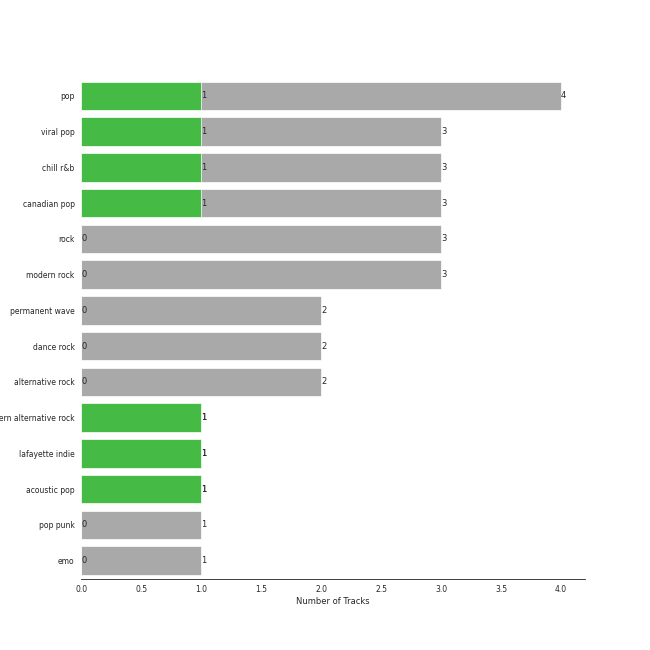 pop 1 4
viral pop 1 3
chill r&b 1 3
canadian pop 1 3
rock 0 3
modern rock 0 3
permanent wave 0 2
dance rock 0 2
alternative rock 0 2
ern alternative rock 1
lafayette indie 1
acoustic pop 1
pop punk 0 1
emo 0 1
0.0 0.5 1.0 1.5 2.0 2.5 3.0 3.5 4.0
Number of Tracks